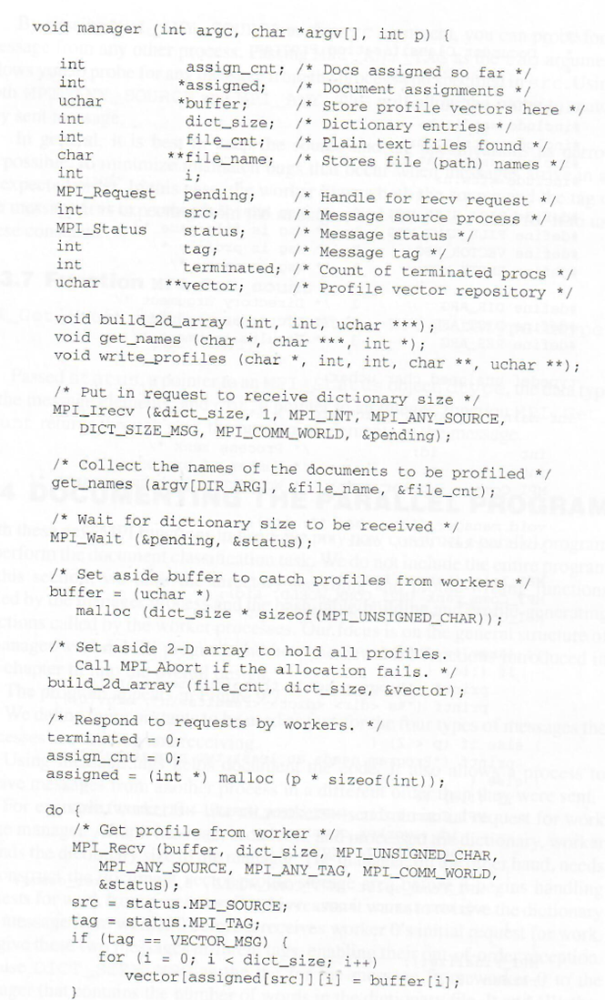 void manager (int argc, char *argv[], int p) {
int assign_cnt; /* Docs assigned so far */
int *assigned; /* Document assignments */
uchar *buffer; /* Store profile vectors here */
int dict_size; /* Dictionary entries */
int file_cnt; /* Plain text files found */
char **file_name; /* Stores file (path) names */
int i;
MPI_Request pending; /* Handle for recv request */
int src; /* Message source process */
MPI_Status status; /* Message status */
int tag; /* Message tag */
int terminated; /* Count of terminated procs */
uchar **vector; /* Profile vector repository */
void build_2d_array (int, int, uchar ***);
void get_names (char *, char ***, int *);
void write_profiles (char *, int, int, char **, uchar **);
/* Put in request to receive dictionary size */
MPI_Irecv (&dict_size, 1, MPI_INT, MPI_ANY_SOURCE,
DICT_SIZE_MSG, MPI_COMM_WORLD, &pending);
/* Collect the names of the documents to be profiled */
get_names (argv[DIR_ARG], &file_name, &file_cnt);
/* Wait for dictionary size to be received */
MPI_Wait (&pending, &status);
/* Set aside buffer to catch profiles from workers */
buffer = (uchar *)
malloc (dict_size * sizeof(MPI_UNSIGNED_CHAR));
/* Set aside 2-D array to hold all profiles.
Call MPI_Abort if the allocation fails. */
build_2d_array (file_cnt, dict_size, &vector);
/* Respond to requests by workers. */
terminated = 0;
assign_cnt = 0;
assigned = (int *) malloc (p * sizeof(int));
do {
/* Get profile from worker */
MPI_Recv (buffer, dict_size, MPI_UNSIGNED_CHAR,
MPI_ANY_SOURCE, MPI_ANY_TAG, MPI_COMM_WORLD,
&status);
src = status.MPI_SOURCE;
tag = status.MPI_TAG;
if (tag == VECTOR_MSG) {
for (i = 0; i < dict_size; i++)
vector[assigned[src]][i] = buffer[i];
}